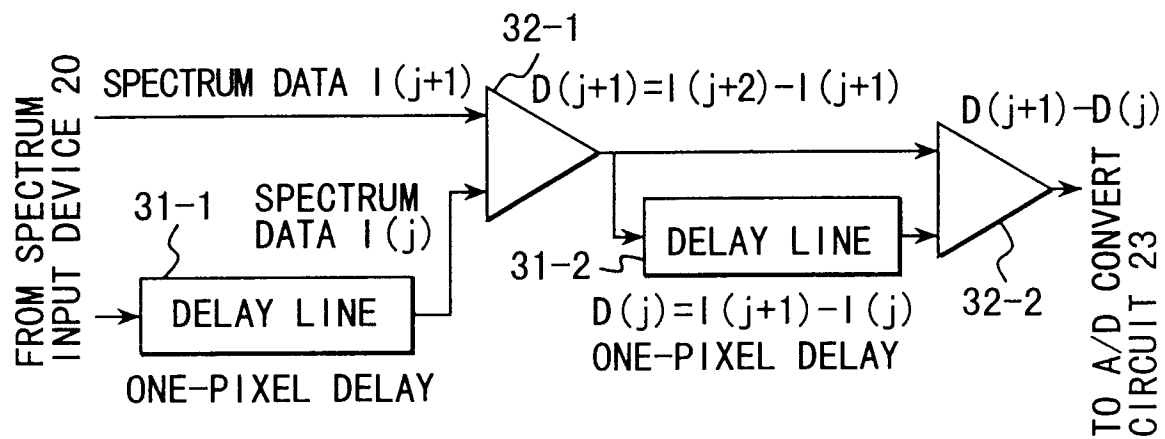 FROM SPECTRUM
INPUT DEVICE 20
SPECTRUM DATA I(j+1)
32-1
D(j+1)=I(j+2)-I(j+1)
D(j+1)-D(j)
31-1
SPECTRUM
DATA I(j)
DELAY LINE
ONE-PIXEL DELAY
31-2
DELAY LINE
D(j)=I(j+1)-I(j)
ONE-PIXEL DELAY
32-2
TO A/D CONVERT
CIRCUIT 23